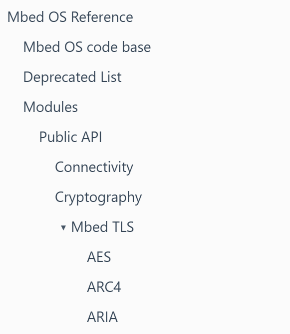 Mbed OS Reference
Mbed OS code base
Deprecated List
Modules
Public API
Connectivity
Cryptography
▾ Mbed TLS
AES
ARC4
ARIA